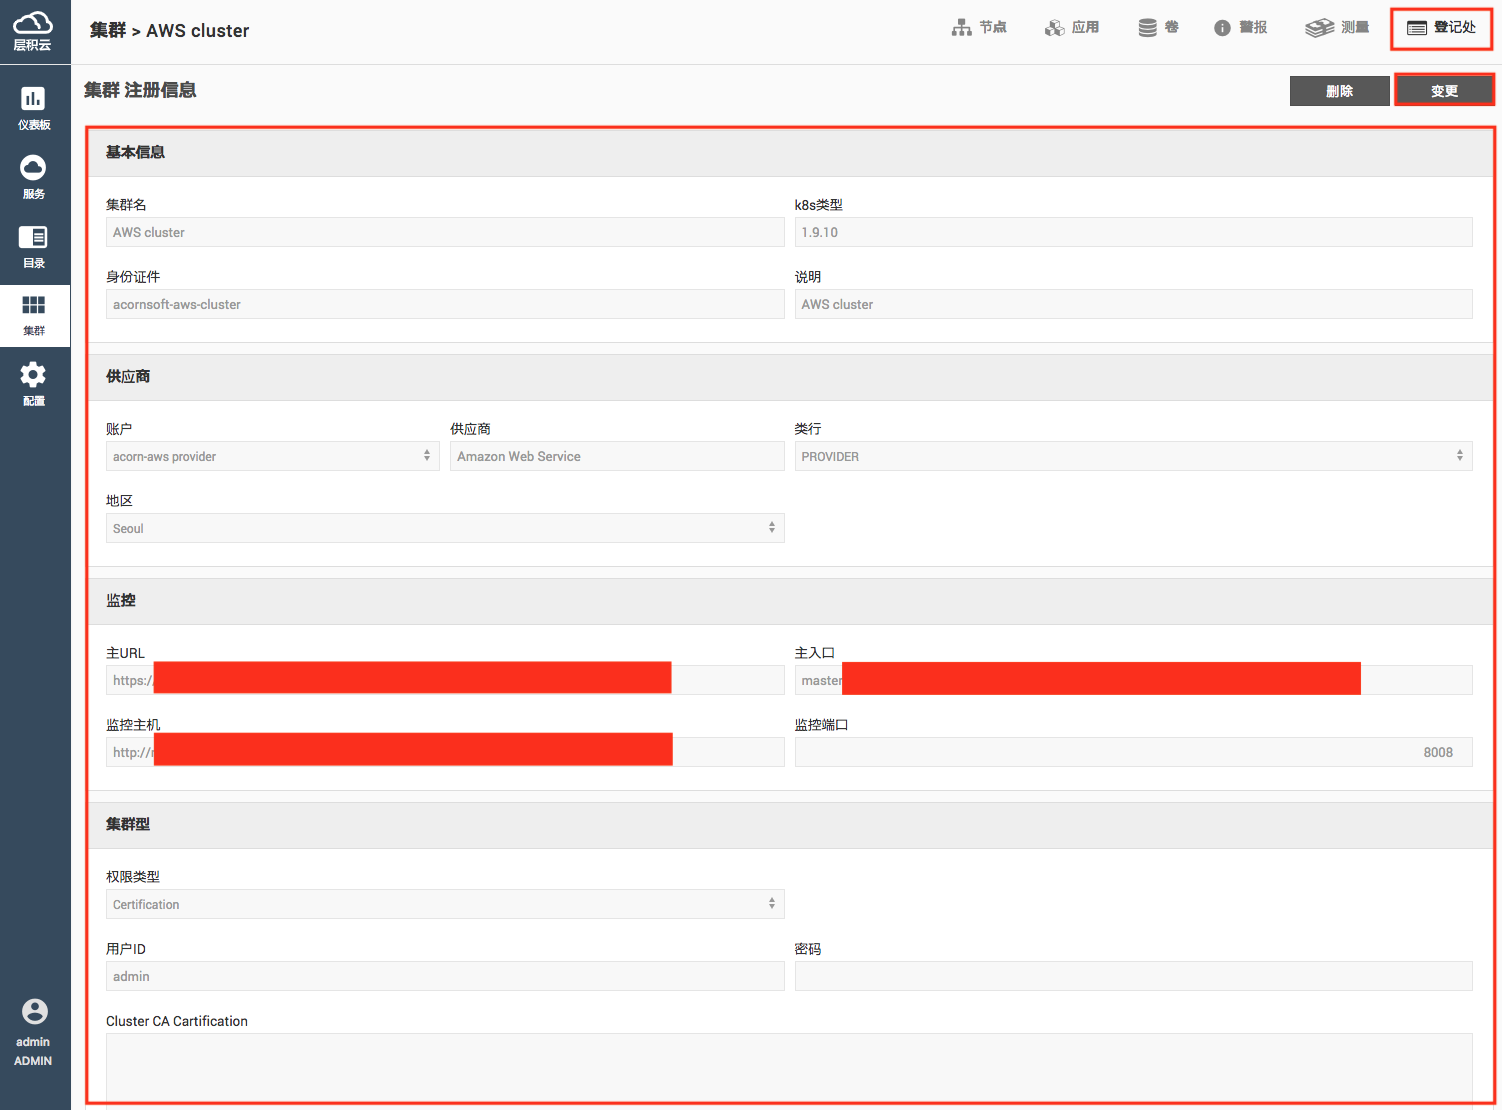 层积云
集群 > AWS cluster
节点
应用
卷
警报
测量
登记处
仪表板
服务
目录
集群
配置
admin
ADMIN
集群 注册信息
删除
变更
基本信息
集群名
k8s类型
AWS cluster
1.9.10
身份证件
说明
acornsoft-aws-cluster
AWS cluster
供应商
账户
供应商
类行
acorn-aws provider
Amazon Web Service
PROVIDER
地区
Seoul
监控
主URL
主入口
https:/
master
监控主机
监控端口
http://
8008
集群型
权限类型
Certification
用户ID
密码
admin
Cluster CA Cartification